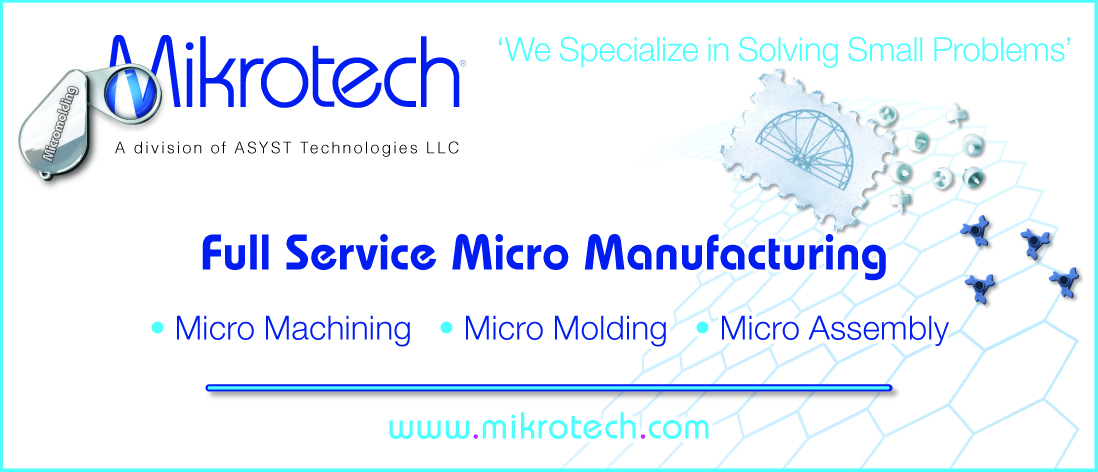 Mikrotech®
‘We Specialize in Solving Small Problems’
Micromolding
A division of ASYST Technologies LLC
Full Service Micro Manufacturing
• Micro Machining • Micro Molding • Micro Assembly
www.mikrotech.com